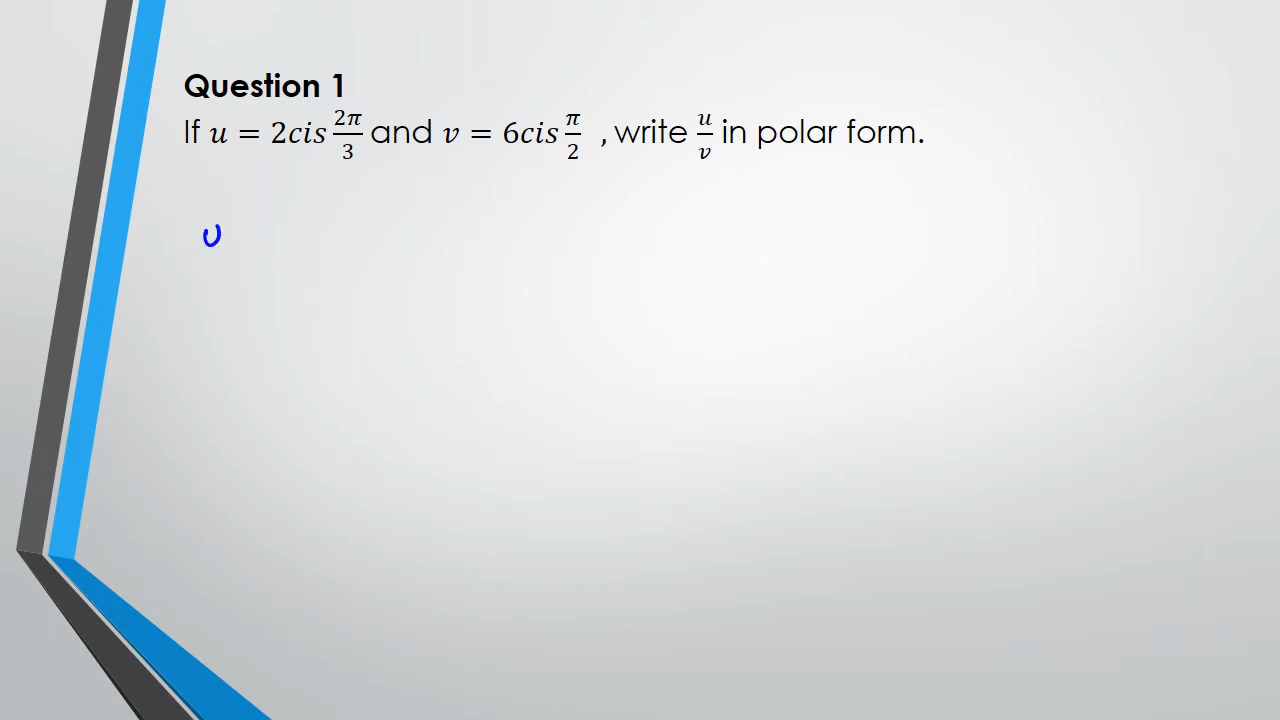 Question 1
If u = 2cis 2π/3 and v = 6cis π/2 , write u/v in polar form.
u